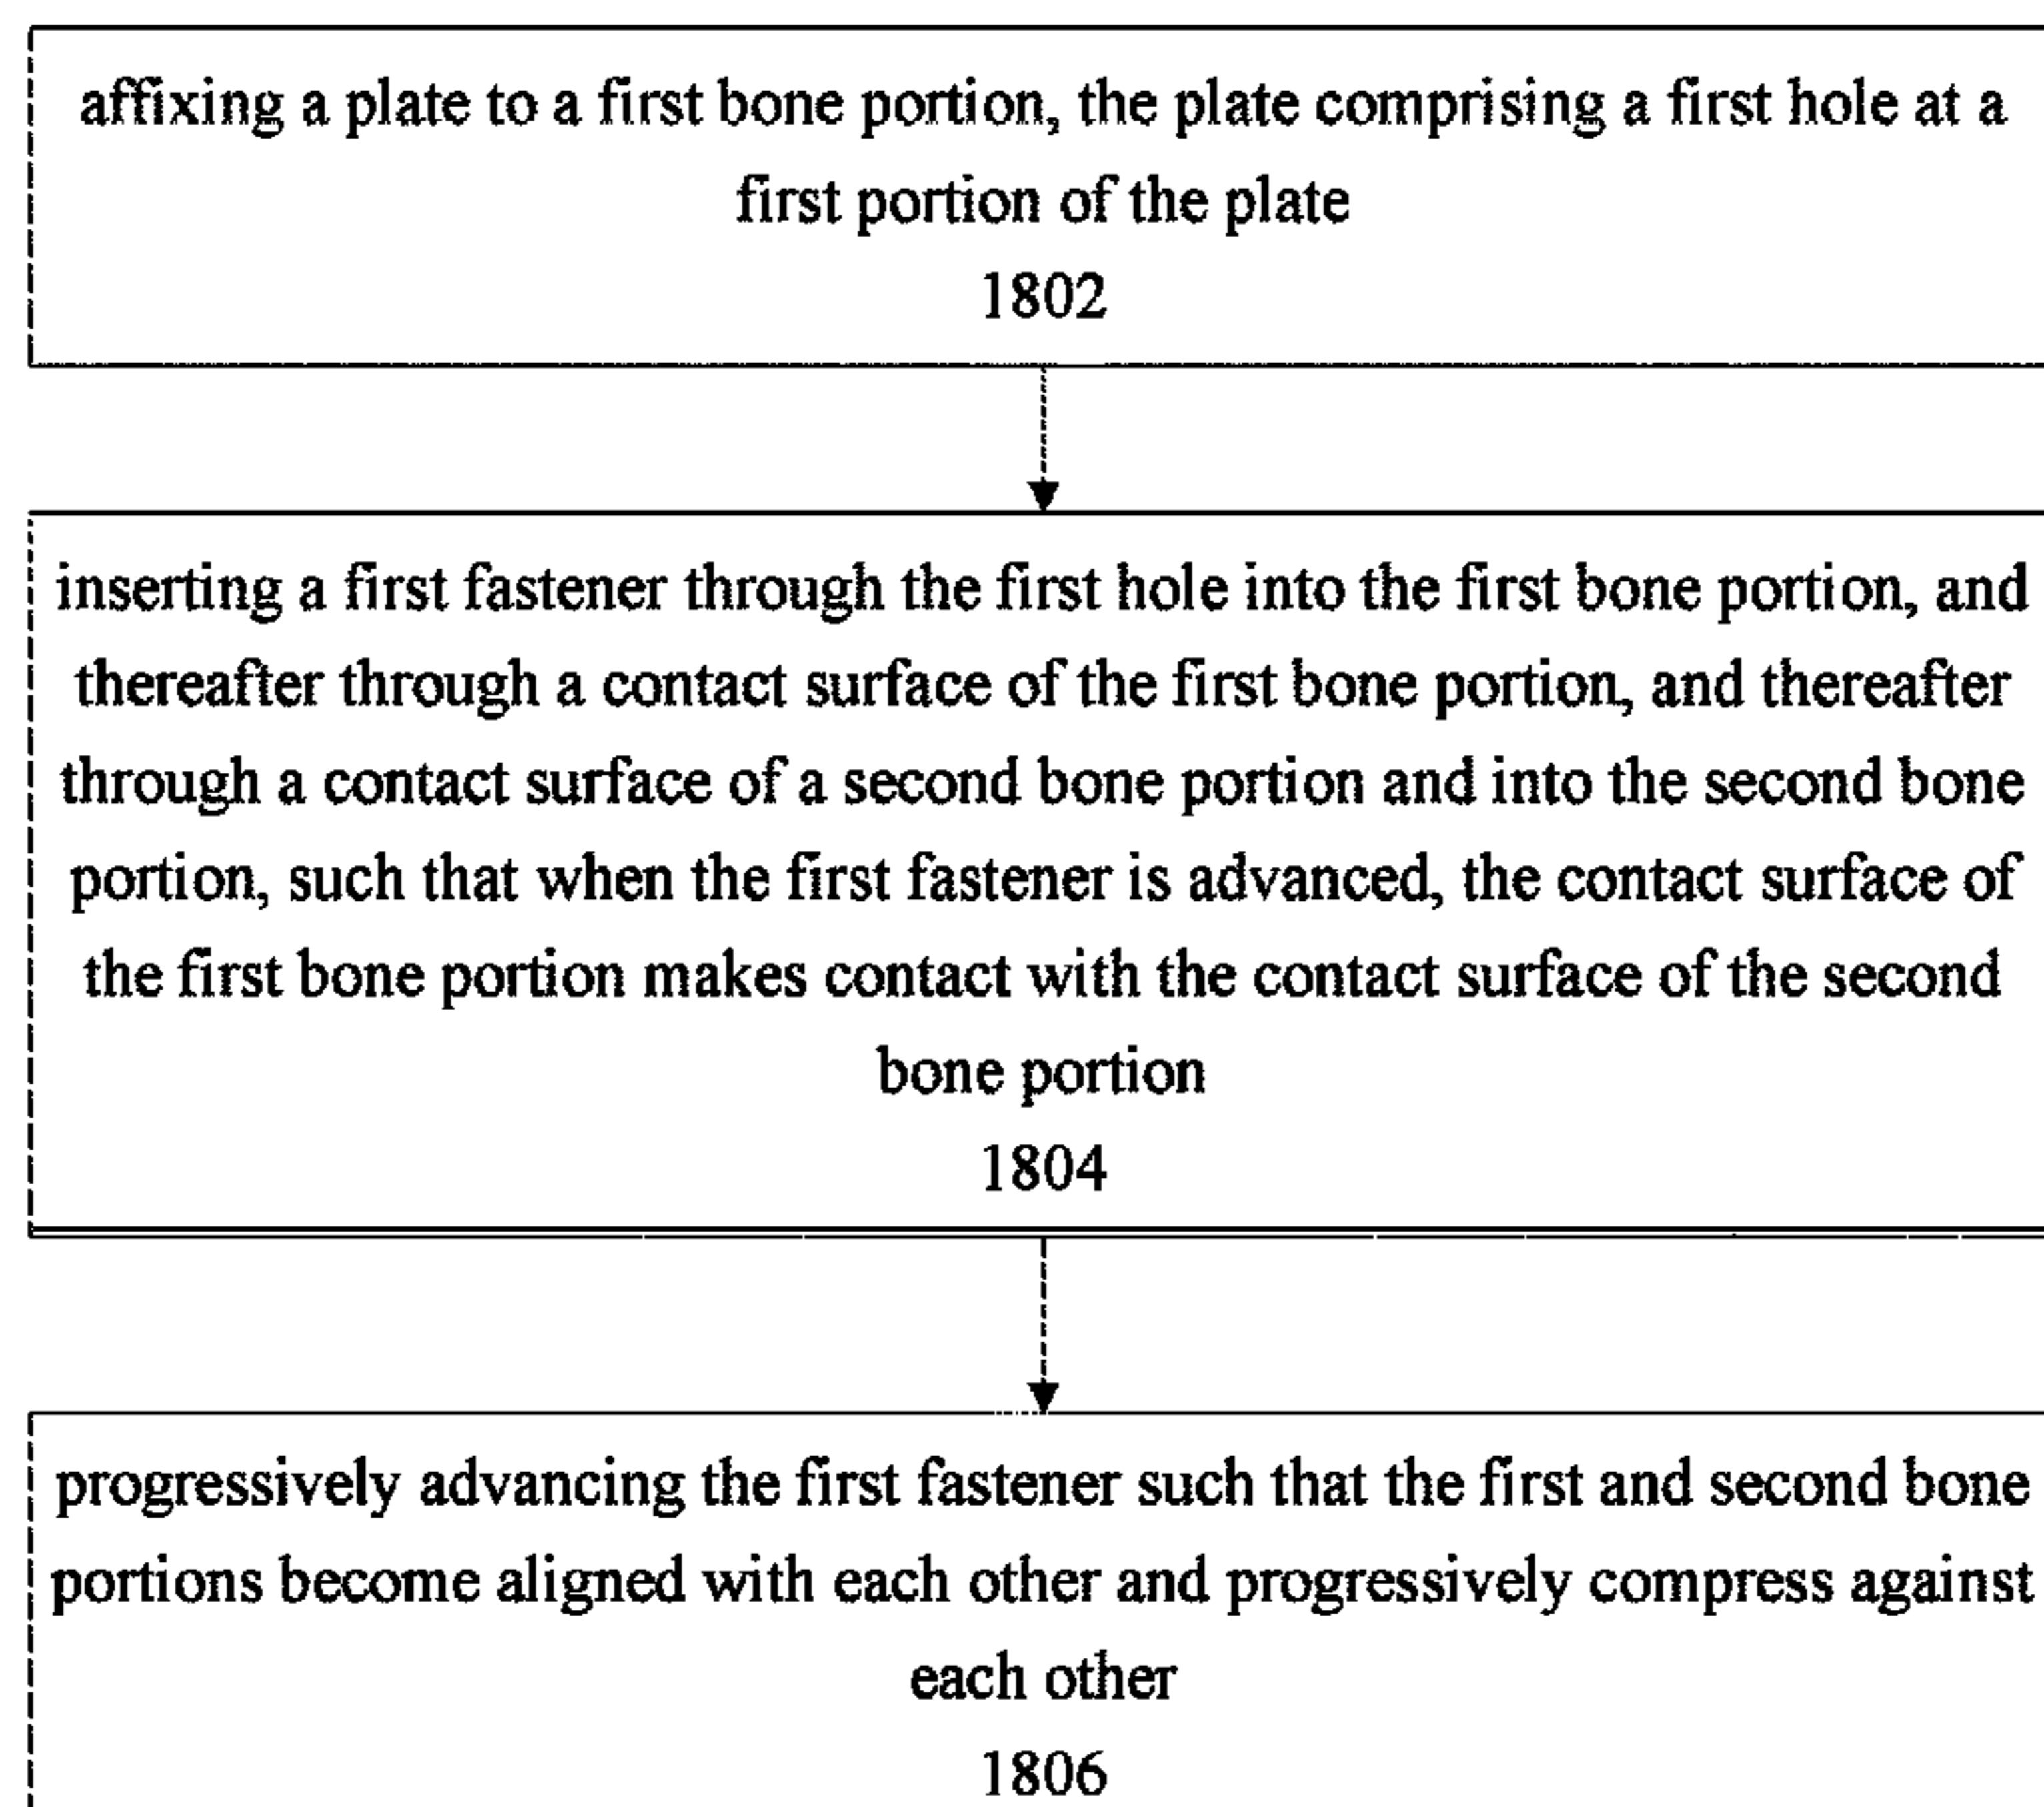 affixing a plate to a first bone portion, the plate comprising a first hole at a
first portion of the plate
1802
inserting a first fastener through the first hole into the first bone portion, and
thereafter through a contact surface of the first bone portion, and thereafter
through a contact surface of a second bone portion and into the second bone
portion, such that when the first fastener is advanced, the contact surface of
the first bone portion makes contact with the contact surface of the second
bone portion
1804
progressively advancing the first fastener such that the first and second bone
portions become aligned with each other and progressively compress against
each other
1806